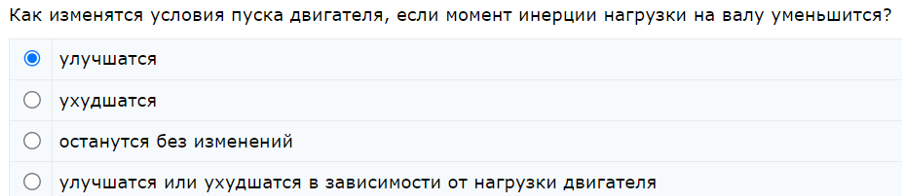 Как изменятся условия пуска двигателя, если момент инерции нагрузки на валу уменьшится?
улучшатся
ухудшатся
останутся без изменений
улучшатся или ухудшатся в зависимости от нагрузки двигателя